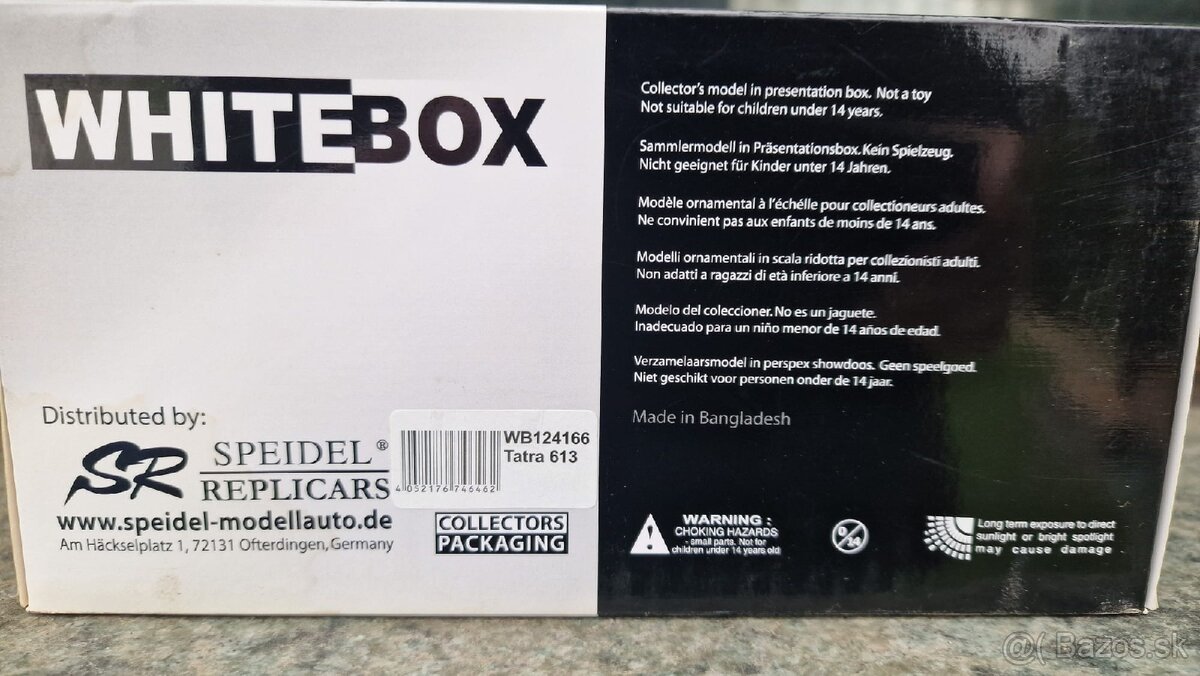 WHITEBOX
Distributed by:
SR SPEIDEL®
REPLICARS
www.speidel-modellauto.de
Am Häckselplatz 1, 72131 Ofterdingen, Germany
WB124166
Tatra 613
4 052176 746462
COLLECTORS
PACKAGING
Collector's model in presentation box. Not a toy
Not suitable for children under 14 years.
Sammlermodell in Präsentationsbox. Kein Spielzeug.
Nicht geeignet für Kinder unter 14 Jahren.
Modèle ornamental à l'échélle pour collectioneurs adultes.
Ne convinient pas aux enfants de moins de 14 ans.
Modelli ornamentali in scala ridotta per collezionisti adulti.
Non adatti a ragazzi di età inferiore a 14 anni.
Modelo del coleccioner. No es un jaguete.
Inadecuado para un niño menor de 14 años de edad.
Verzamelaarsmodel in perspex showdoos. Geen speelgoed.
Niet geschikt voor personen onder de 14 jaar.
Made in Bangladesh
WARNING :
CHOKING HAZARDS
- small parts. Not for
children under 14 years old
0-14
Long term exposure to direct
sunlight or bright spotlight
may cause damage
@( Bazos.sk